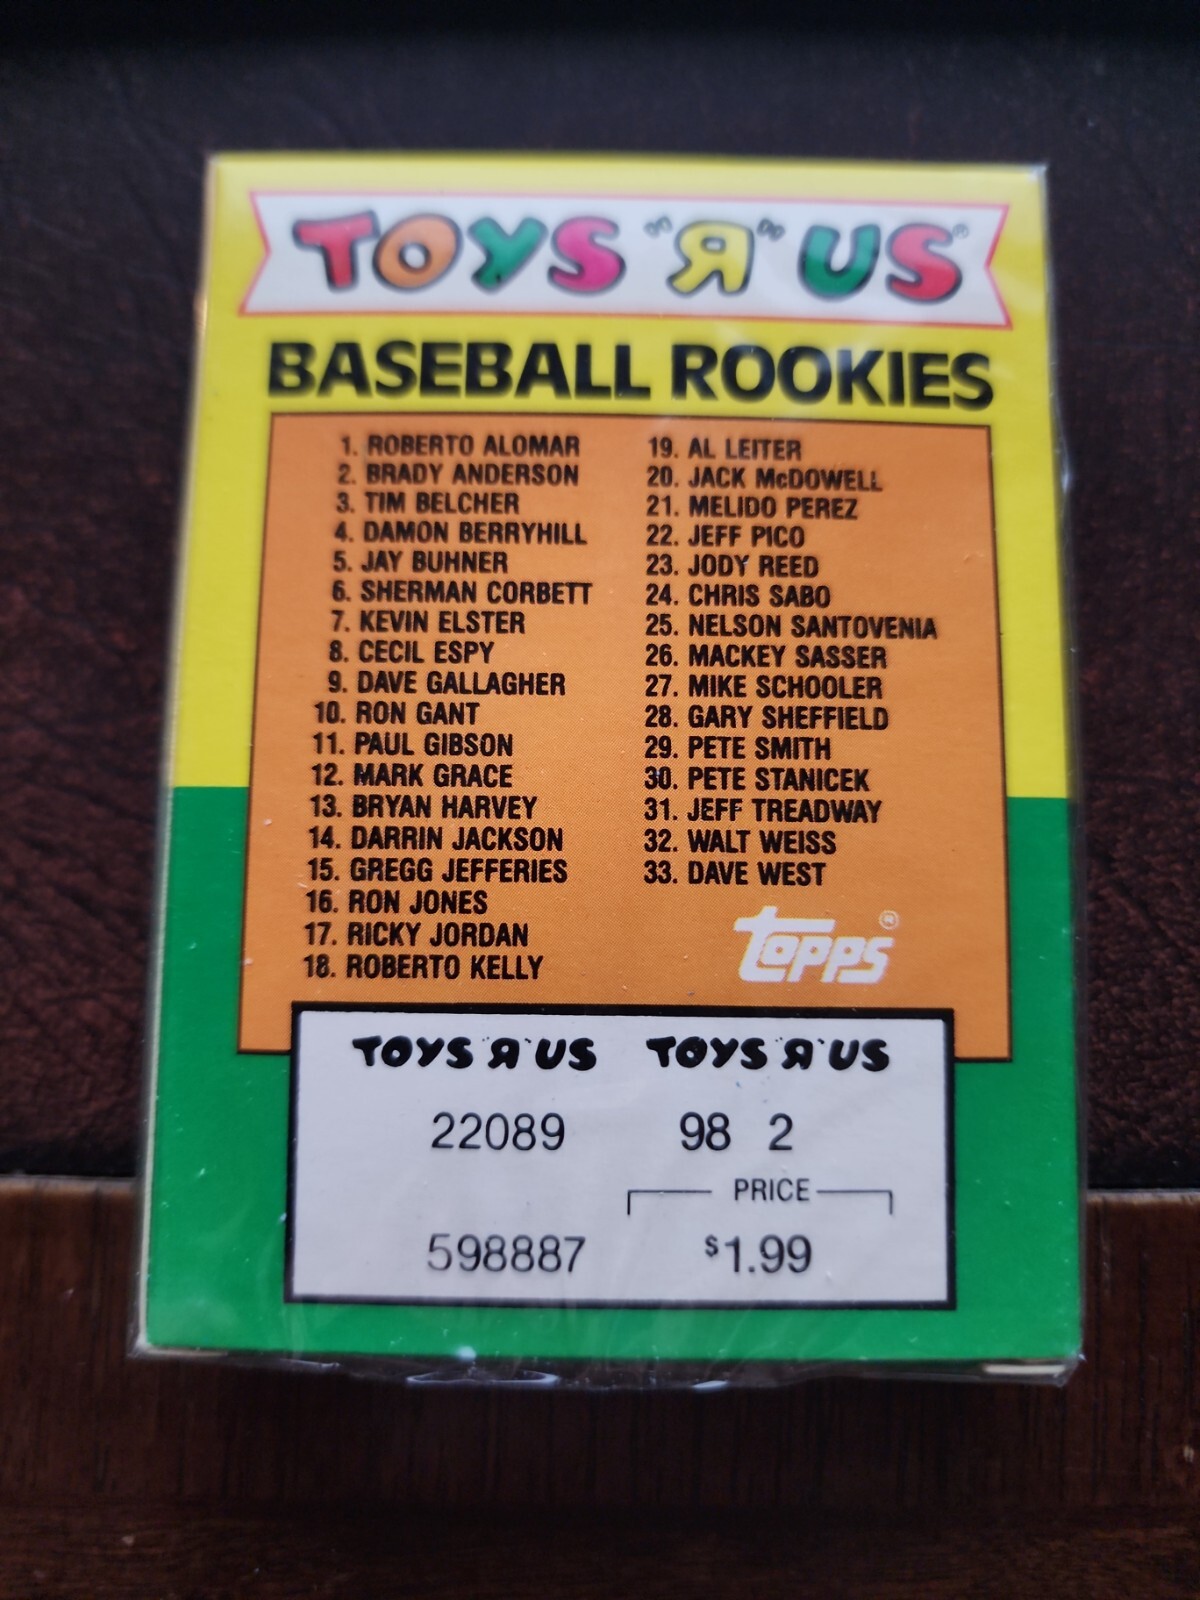 TOYS "R" US®
BASEBALL ROOKIES
1. ROBERTO ALOMAR
2. BRADY ANDERSON
3. TIM BELCHER
4. DAMON BERRYHILL
5. JAY BUHNER
6. SHERMAN CORBETT
7. KEVIN ELSTER
8. CECIL ESPY
9. DAVE GALLAGHER
10. RON GANT
11. PAUL GIBSON
12. MARK GRACE
13. BRYAN HARVEY
14. DARRIN JACKSON
15. GREGG JEFFERIES
16. RON JONES
17. RICKY JORDAN
18. ROBERTO KELLY
19. AL LEITER
20. JACK McDOWELL
21. MELIDO PEREZ
22. JEFF PICO
23. JODY REED
24. CHRIS SABO
25. NELSON SANTOVENIA
26. MACKEY SASSER
27. MIKE SCHOOLER
28. GARY SHEFFIELD
29. PETE SMITH
30. PETE STANICEK
31. JEFF TREADWAY
32. WALT WEISS
33. DAVE WEST
topps®
TOYS "R" US TOYS "R" US
22089 98 2
PRICE
598887 $1.99